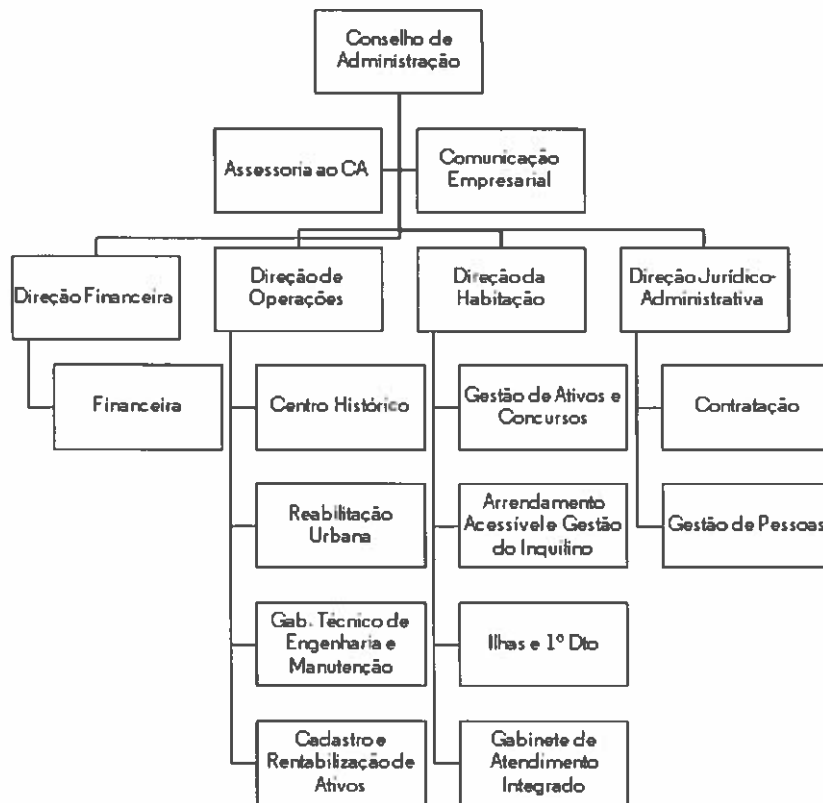 Conselho de
Administração
Assessoria ao CA
Comunicação
Empresarial
Direção Financeira
Direção de
Operações
Direção da
Habitação
Direção Jurídico-
Administrativa
Financeira
Centro Histórico
Gestão de Ativos e
Concursos
Contratação
Reabilitação
Urbana
Arrendamento
Acessível e Gestão
do Inquilino
Gestão de Pessoas
Gab. Técnico de
Engenharia e
Manutenção
Ilhas e 1º Dto
Cadastro e
Rentabilização de
Ativos
Gabinete de
Atendimento
Integrado